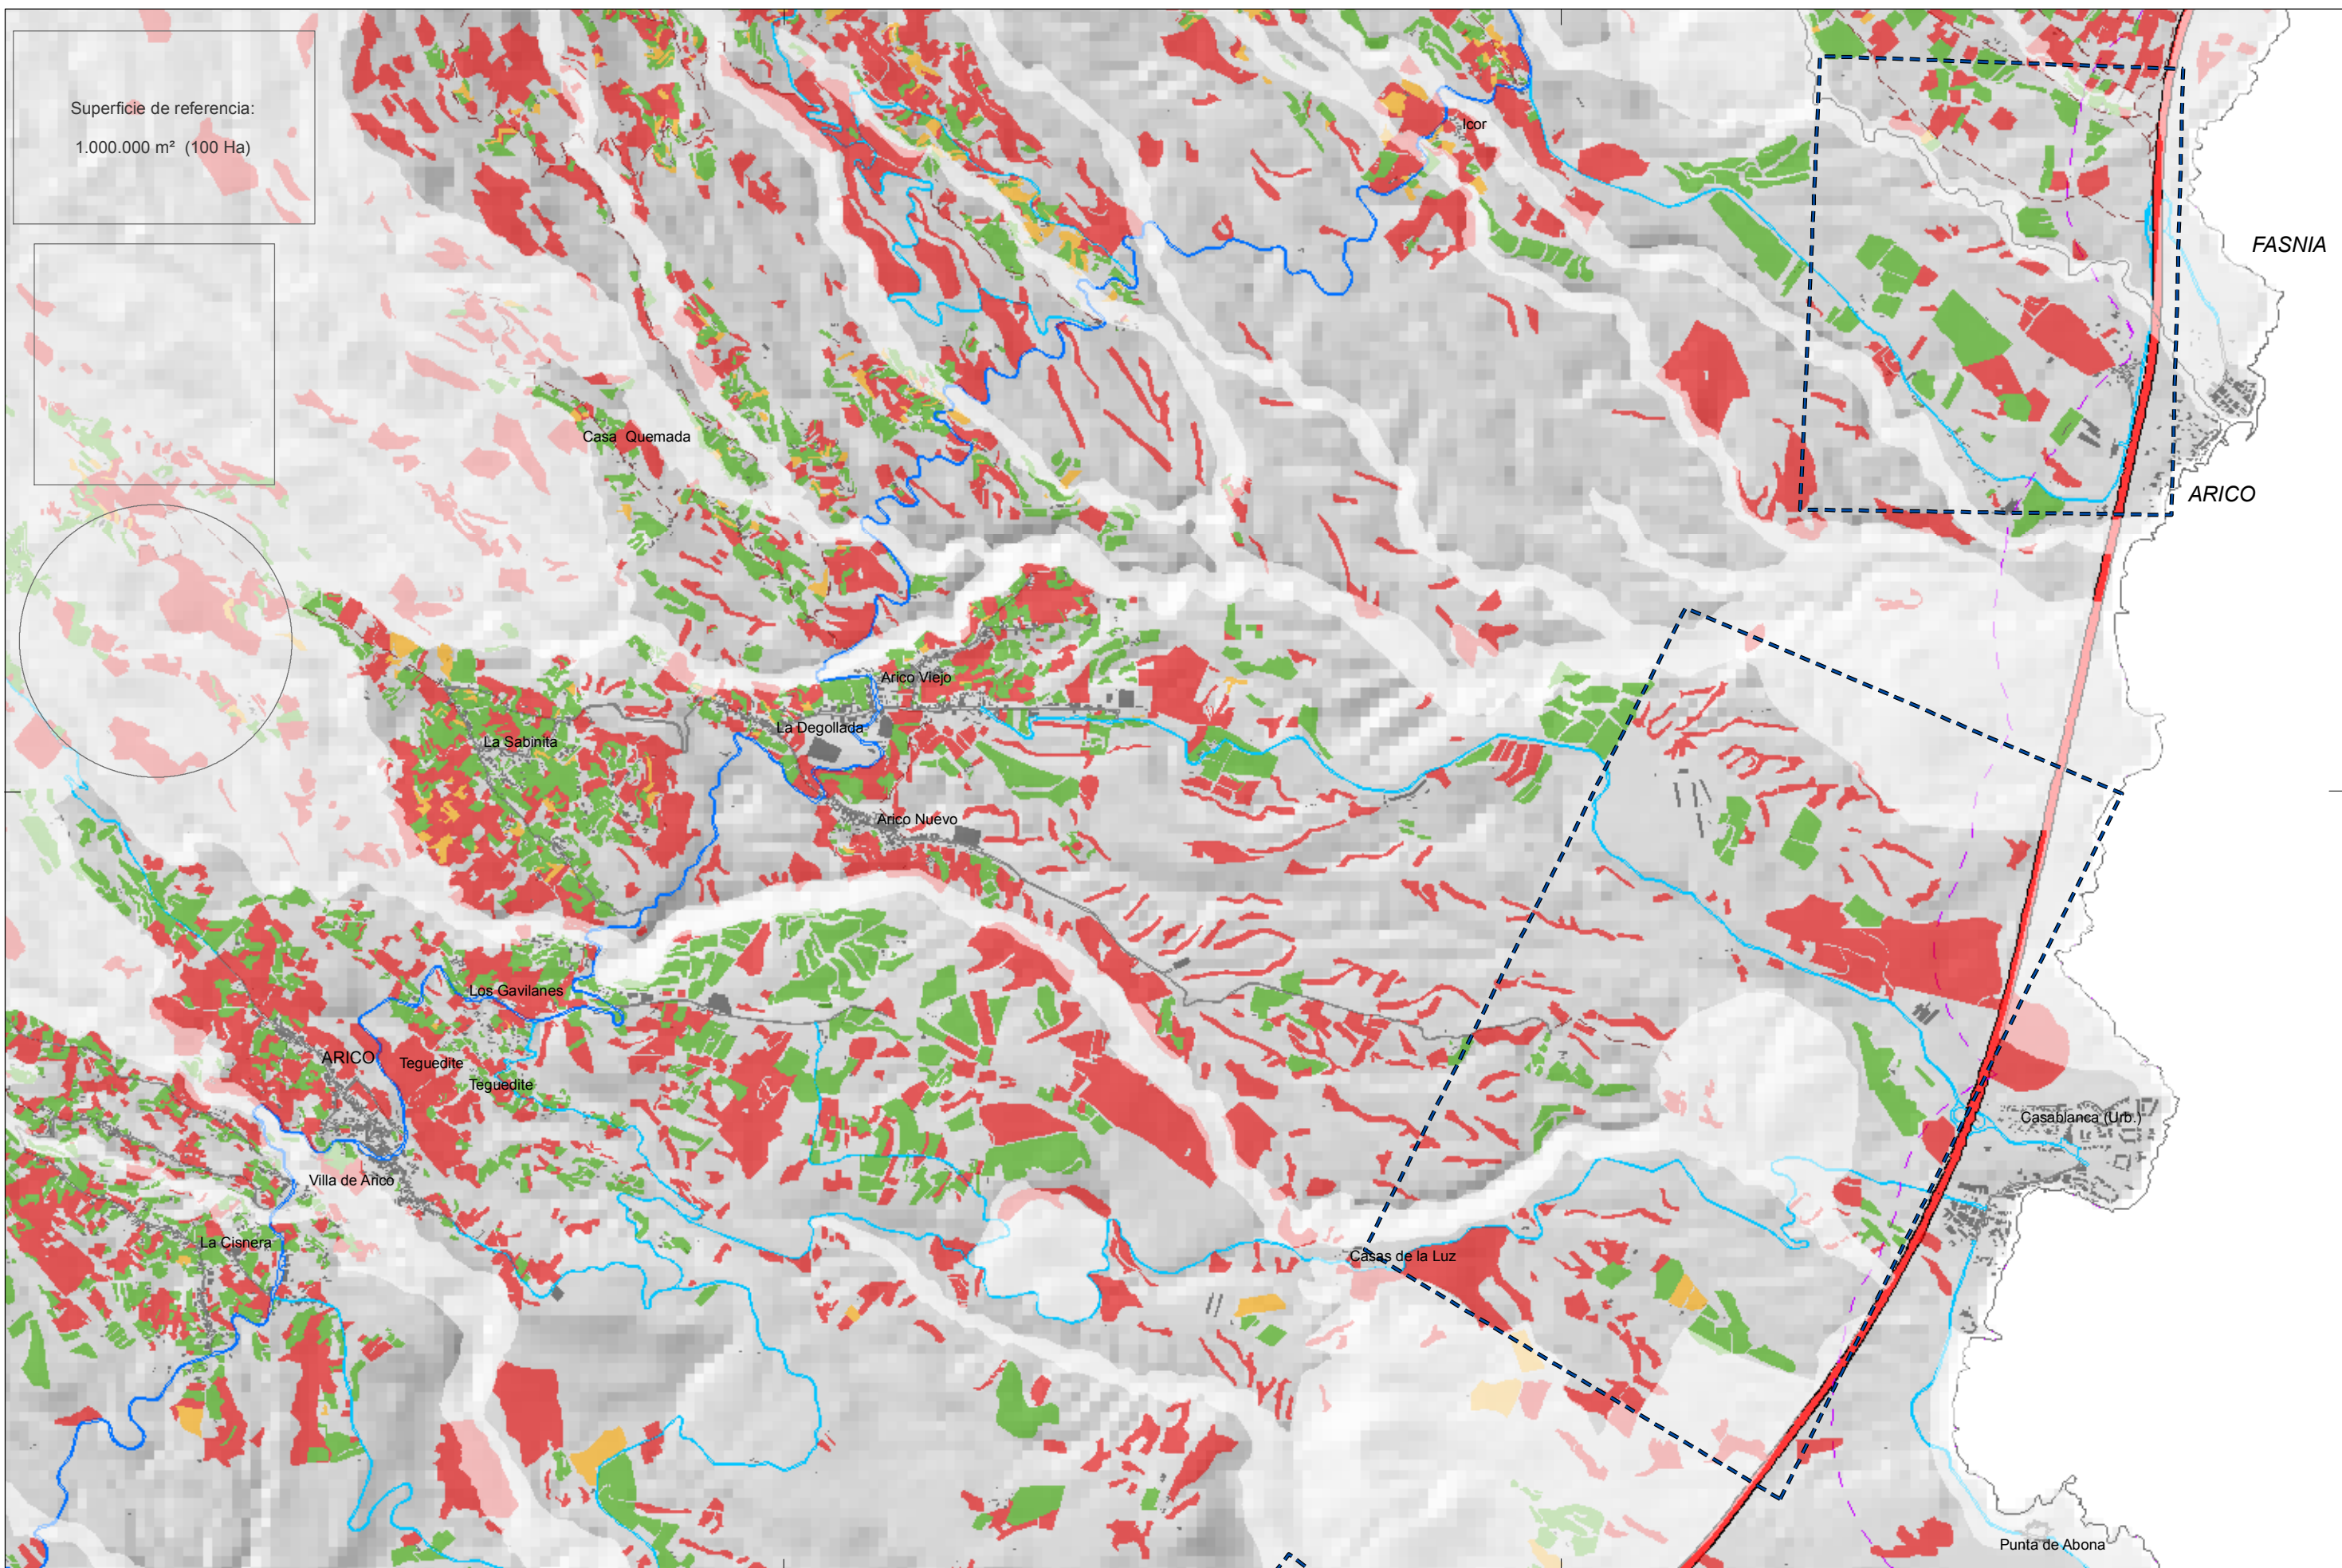 Superficie de referencia:
1.000.000 m² (100 Ha)
Icor
FASNIA
Casa Quemada
ARICO
Arico Viejo
La Degollada
La Sabinita
Arico Nuevo
Los Gavilanes
ARICO
Teguedite
Teguedite
Casablanca (Urb.)
Villa de Arico
La Cisnera
Casas de la Luz
Punta de Abona